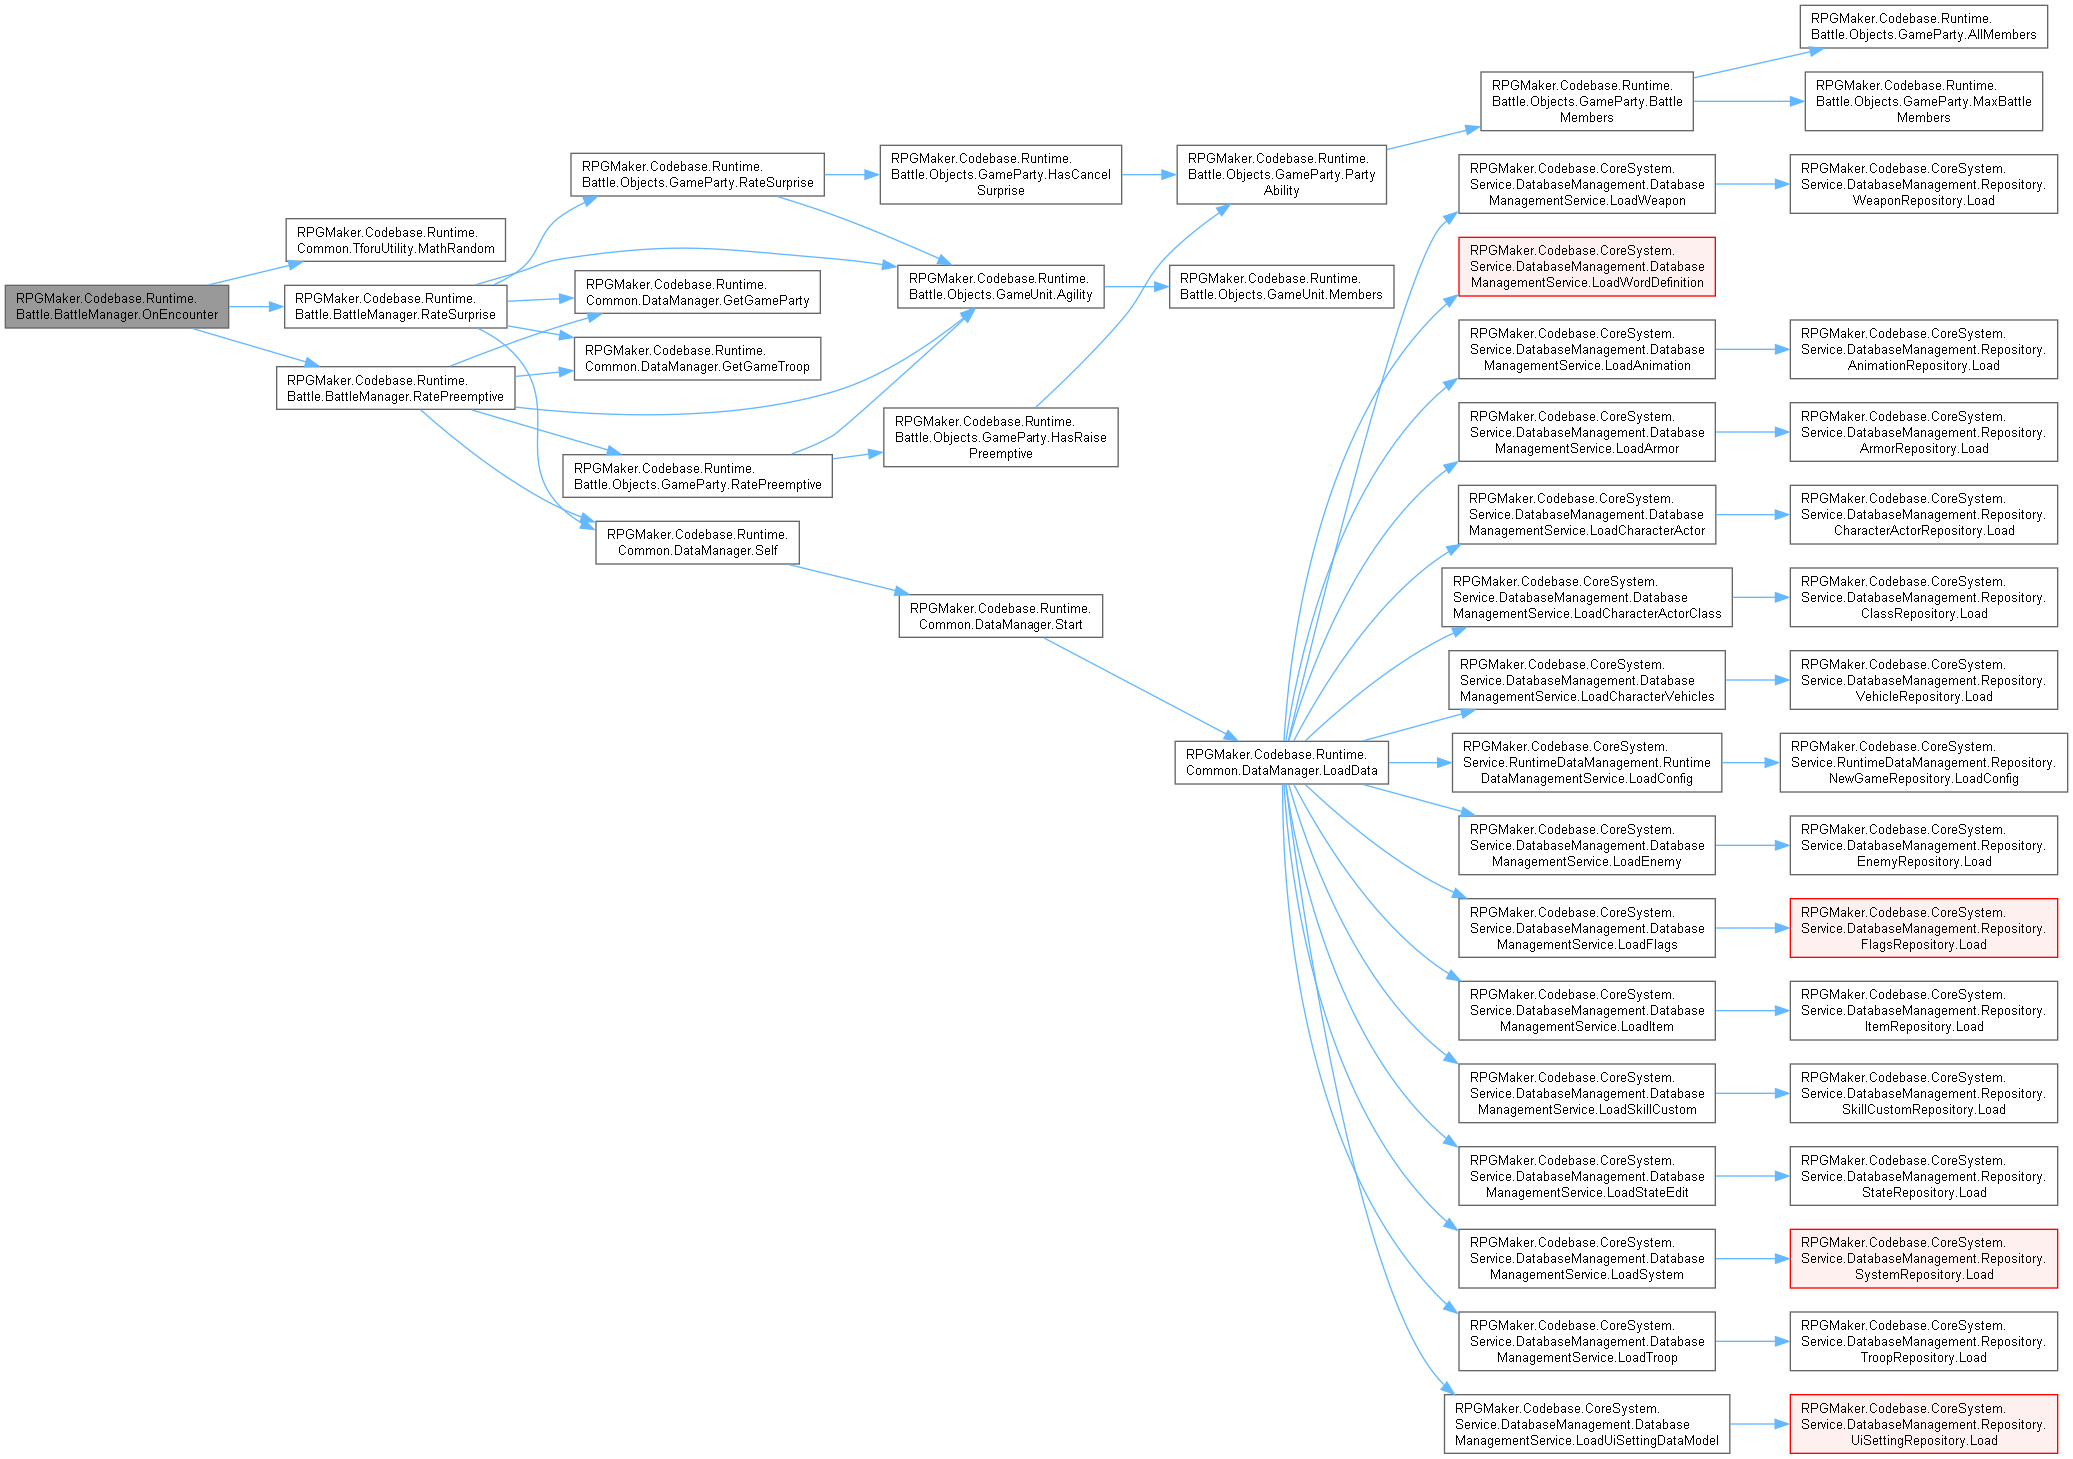 RPGMaker.Codebase.Runtime.
Battle.BattleManager.OnEncounter
RPGMaker.Codebase.Runtime.
Common.TforuUtility.MathRandom
RPGMaker.Codebase.Runtime.
Battle.BattleManager.RateSurprise
RPGMaker.Codebase.Runtime.
Battle.BattleManager.RatePreemptive
RPGMaker.Codebase.Runtime.
Battle.Objects.GameParty.RateSurprise
RPGMaker.Codebase.Runtime.
Common.DataManager.GetGameParty
RPGMaker.Codebase.Runtime.
Common.DataManager.GetGameTroop
RPGMaker.Codebase.Runtime.
Battle.Objects.GameParty.RatePreemptive
RPGMaker.Codebase.Runtime.
Common.DataManager.Self
RPGMaker.Codebase.Runtime.
Battle.Objects.GameParty.HasCancel
Surprise
RPGMaker.Codebase.Runtime.
Battle.Objects.GameUnit.Agility
RPGMaker.Codebase.Runtime.
Battle.Objects.GameParty.HasRaise
Preemptive
RPGMaker.Codebase.Runtime.
Common.DataManager.Start
RPGMaker.Codebase.Runtime.
Battle.Objects.GameParty.Party
Ability
RPGMaker.Codebase.Runtime.
Battle.Objects.GameUnit.Members
RPGMaker.Codebase.Runtime.
Common.DataManager.LoadData
RPGMaker.Codebase.Runtime.
Battle.Objects.GameParty.Battle
Members
RPGMaker.Codebase.Runtime.
Battle.Objects.GameParty.AllMembers
RPGMaker.Codebase.Runtime.
Battle.Objects.GameParty.MaxBattle
Members
RPGMaker.Codebase.CoreSystem.
Service.DatabaseManagement.Database
ManagementService.LoadWeapon
RPGMaker.Codebase.CoreSystem.
Service.DatabaseManagement.Repository.
WeaponRepository.Load
RPGMaker.Codebase.CoreSystem.
Service.DatabaseManagement.Database
ManagementService.LoadWordDefinition
RPGMaker.Codebase.CoreSystem.
Service.DatabaseManagement.Database
ManagementService.LoadAnimation
RPGMaker.Codebase.CoreSystem.
Service.DatabaseManagement.Repository.
AnimationRepository.Load
RPGMaker.Codebase.CoreSystem.
Service.DatabaseManagement.Database
ManagementService.LoadArmor
RPGMaker.Codebase.CoreSystem.
Service.DatabaseManagement.Repository.
ArmorRepository.Load
RPGMaker.Codebase.CoreSystem.
Service.DatabaseManagement.Database
ManagementService.LoadCharacterActor
RPGMaker.Codebase.CoreSystem.
Service.DatabaseManagement.Repository.
CharacterActorRepository.Load
RPGMaker.Codebase.CoreSystem.
Service.DatabaseManagement.Database
ManagementService.LoadCharacterActorClass
RPGMaker.Codebase.CoreSystem.
Service.DatabaseManagement.Repository.
ClassRepository.Load
RPGMaker.Codebase.CoreSystem.
Service.DatabaseManagement.Database
ManagementService.LoadCharacterVehicles
RPGMaker.Codebase.CoreSystem.
Service.DatabaseManagement.Repository.
VehicleRepository.Load
RPGMaker.Codebase.CoreSystem.
Service.RuntimeDataManagement.Runtime
DataManagementService.LoadConfig
RPGMaker.Codebase.CoreSystem.
Service.RuntimeDataManagement.Repository.
NewGameRepository.LoadConfig
RPGMaker.Codebase.CoreSystem.
Service.DatabaseManagement.Database
ManagementService.LoadEnemy
RPGMaker.Codebase.CoreSystem.
Service.DatabaseManagement.Repository.
EnemyRepository.Load
RPGMaker.Codebase.CoreSystem.
Service.DatabaseManagement.Database
ManagementService.LoadFlags
RPGMaker.Codebase.CoreSystem.
Service.DatabaseManagement.Repository.
FlagsRepository.Load
RPGMaker.Codebase.CoreSystem.
Service.DatabaseManagement.Database
ManagementService.LoadItem
RPGMaker.Codebase.CoreSystem.
Service.DatabaseManagement.Repository.
ItemRepository.Load
RPGMaker.Codebase.CoreSystem.
Service.DatabaseManagement.Database
ManagementService.LoadSkillCustom
RPGMaker.Codebase.CoreSystem.
Service.DatabaseManagement.Repository.
SkillCustomRepository.Load
RPGMaker.Codebase.CoreSystem.
Service.DatabaseManagement.Database
ManagementService.LoadStateEdit
RPGMaker.Codebase.CoreSystem.
Service.DatabaseManagement.Repository.
StateRepository.Load
RPGMaker.Codebase.CoreSystem.
Service.DatabaseManagement.Database
ManagementService.LoadSystem
RPGMaker.Codebase.CoreSystem.
Service.DatabaseManagement.Repository.
SystemRepository.Load
RPGMaker.Codebase.CoreSystem.
Service.DatabaseManagement.Database
ManagementService.LoadTroop
RPGMaker.Codebase.CoreSystem.
Service.DatabaseManagement.Repository.
TroopRepository.Load
RPGMaker.Codebase.CoreSystem.
Service.DatabaseManagement.Database
ManagementService.LoadUiSettingDataModel
RPGMaker.Codebase.CoreSystem.
Service.DatabaseManagement.Repository.
UiSettingRepository.Load